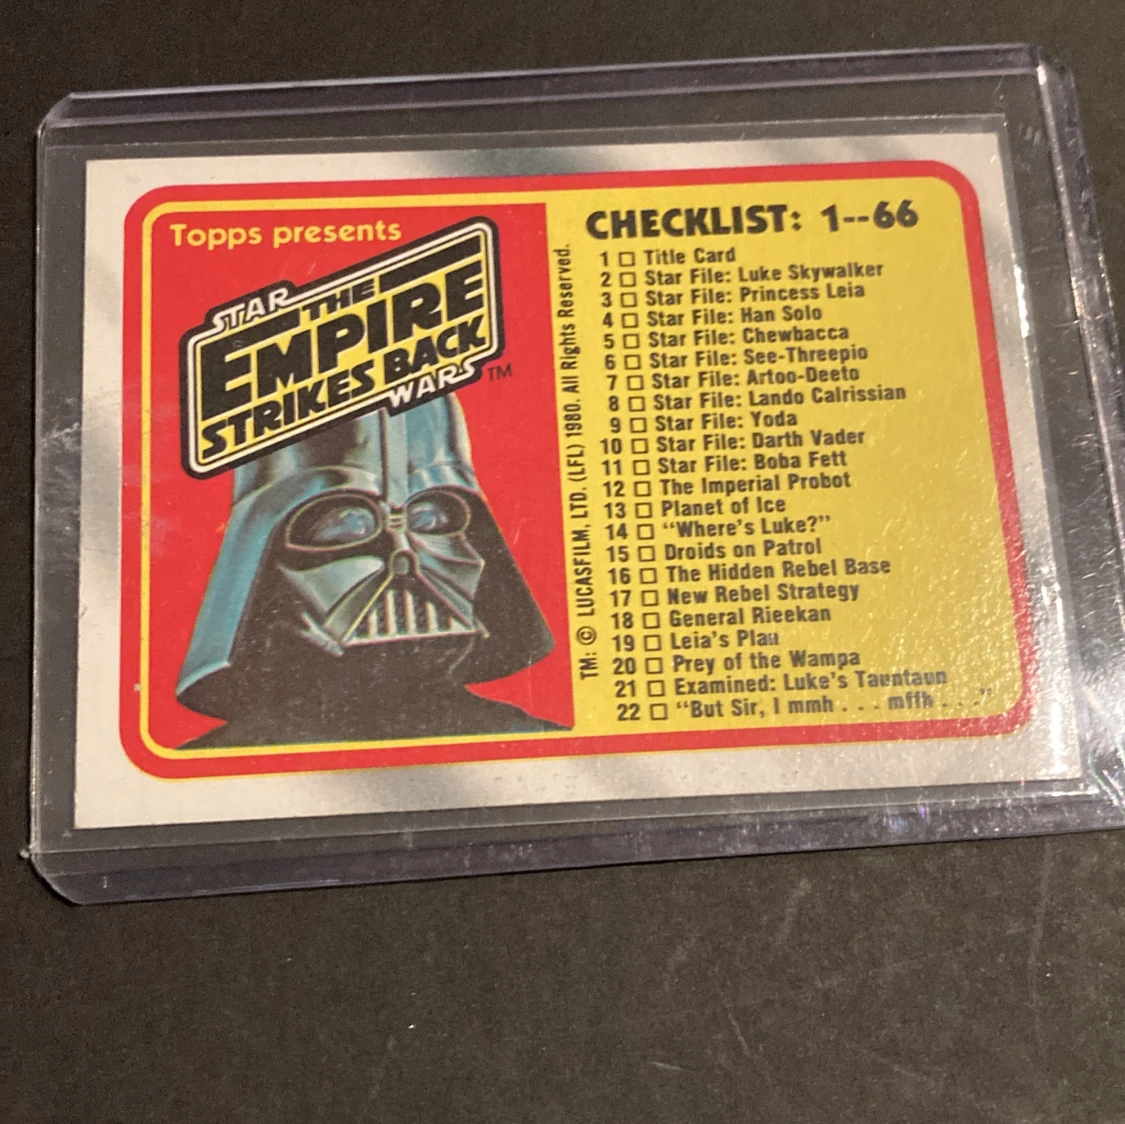 Topps presents
STAR
THE
EMPIRE
STRIKES BACK
WARS TM
TM: © LUCASFILM, LTD. (LFL) 1980. All Rights Reserved.
CHECKLIST: 1--66
1 □ Title Card
2 □ Star File: Luke Skywalker
3 □ Star File: Princess Leia
4 □ Star File: Han Solo
5 □ Star File: Chewbacca
6 □ Star File: See-Threepio
7 □ Star File: Artoo-Deeto
8 □ Star File: Lando Calrissian
9 □ Star File: Yoda
10 □ Star File: Darth Vader
11 □ Star File: Boba Fett
12 □ The Imperial Probot
13 □ Planet of Ice
14 □ “Where's Luke?”
15 □ Droids on Patrol
16 □ The Hidden Rebel Base
17 □ New Rebel Strategy
18 □ General Rieekan
19 □ Leia's Plan
20 □ Prey of the Wampa
21 □ Examined: Luke's Tauntaun
22 □ “But Sir, I mmh . . . mffh . . .”